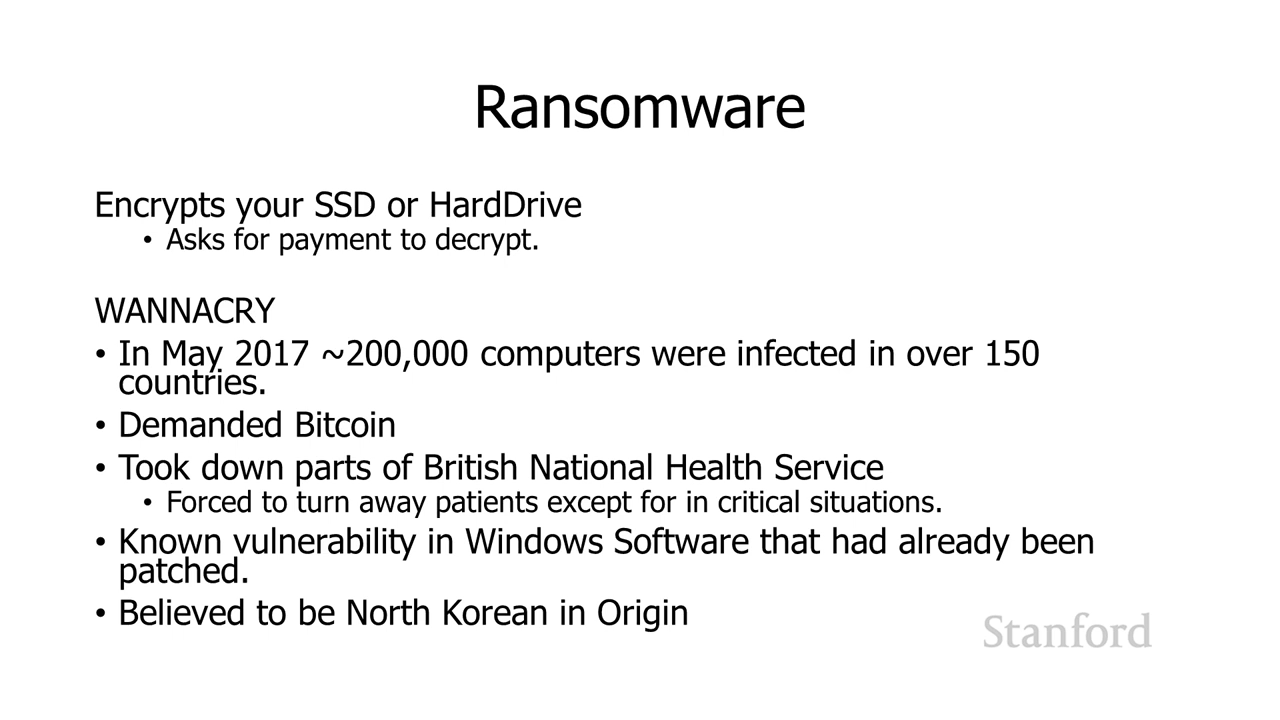 Ransomware
Encrypts your SSD or HardDrive
• Asks for payment to decrypt.
WANNACRY
• In May 2017 ~200,000 computers were infected in over 150
countries.
• Demanded Bitcoin
• Took down parts of British National Health Service
• Forced to turn away patients except for in critical situations.
• Known vulnerability in Windows Software that had already been
patched.
• Believed to be North Korean in Origin
Stanford